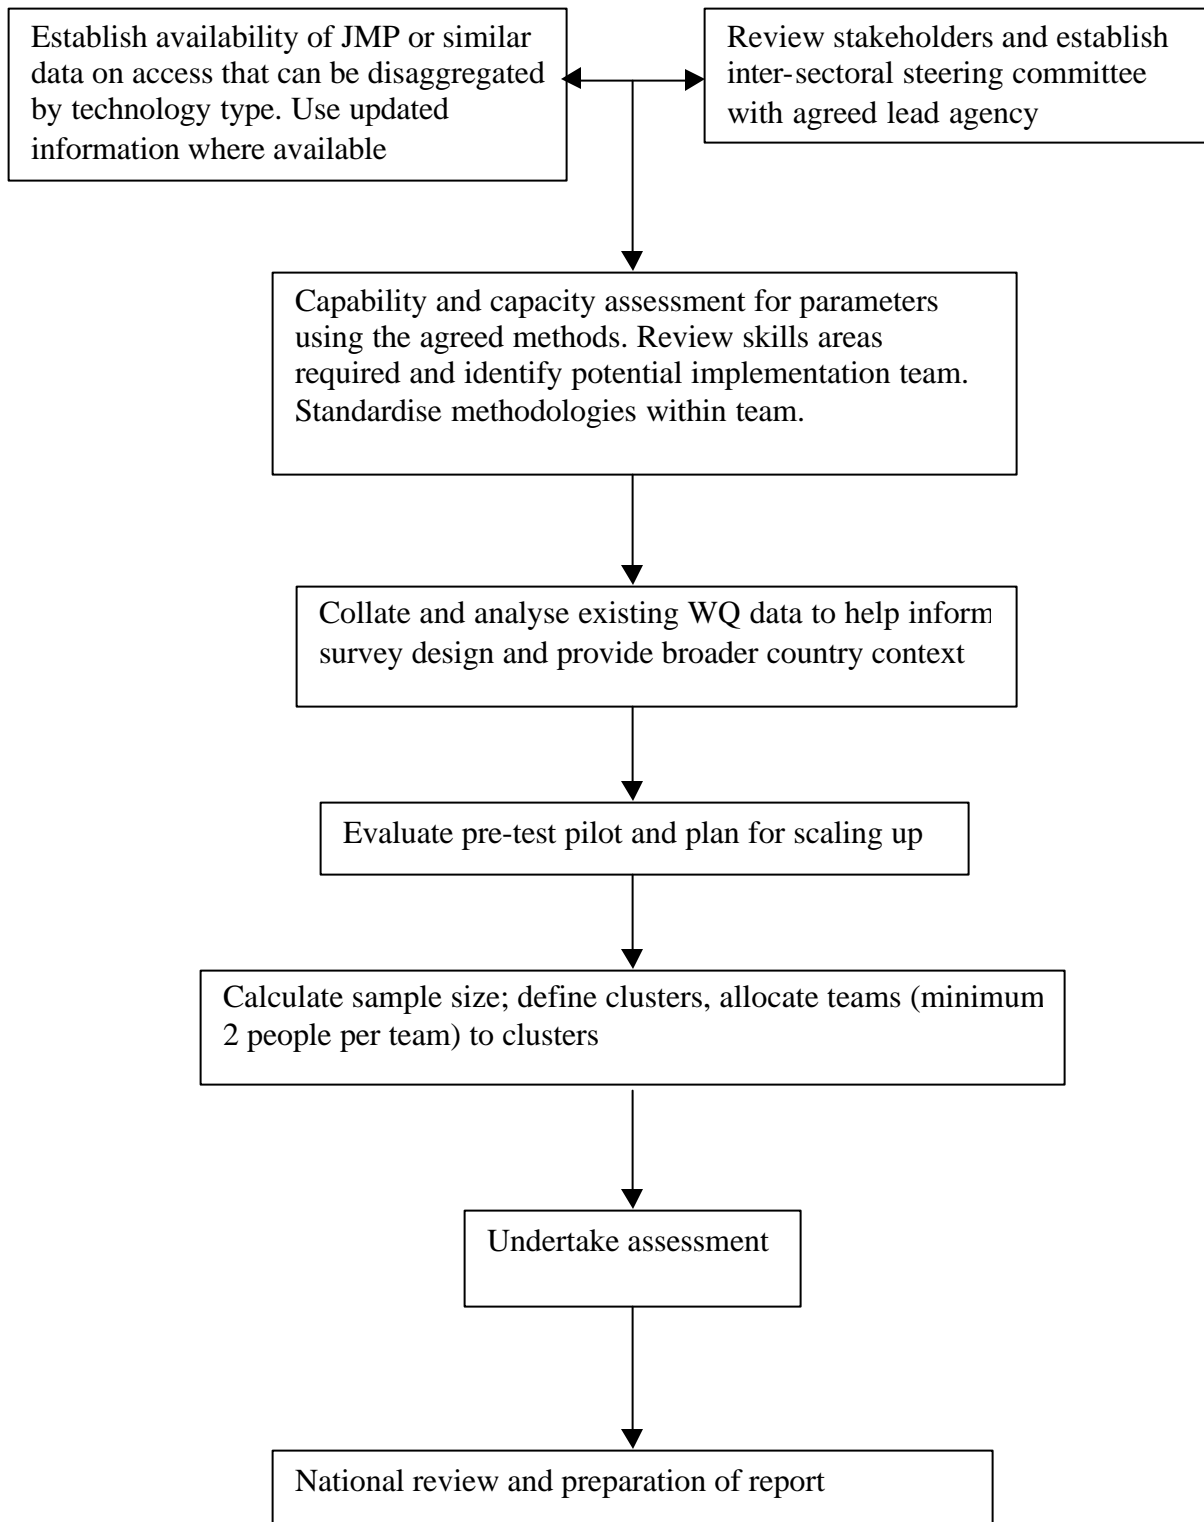 Establish availability of JMP or similar
data on access that can be disaggregated
by technology type. Use updated
information where available
Review stakeholders and establish
inter-sectoral steering committee
with agreed lead agency
Capability and capacity assessment for parameters
using the agreed methods. Review skills areas
required and identify potential implementation team.
Standardise methodologies within team.
Collate and analyse existing WQ data to help inform
survey design and provide broader country context
Evaluate pre-test pilot and plan for scaling up
Calculate sample size; define clusters, allocate teams (minimum
2 people per team) to clusters
Undertake assessment
National review and preparation of report